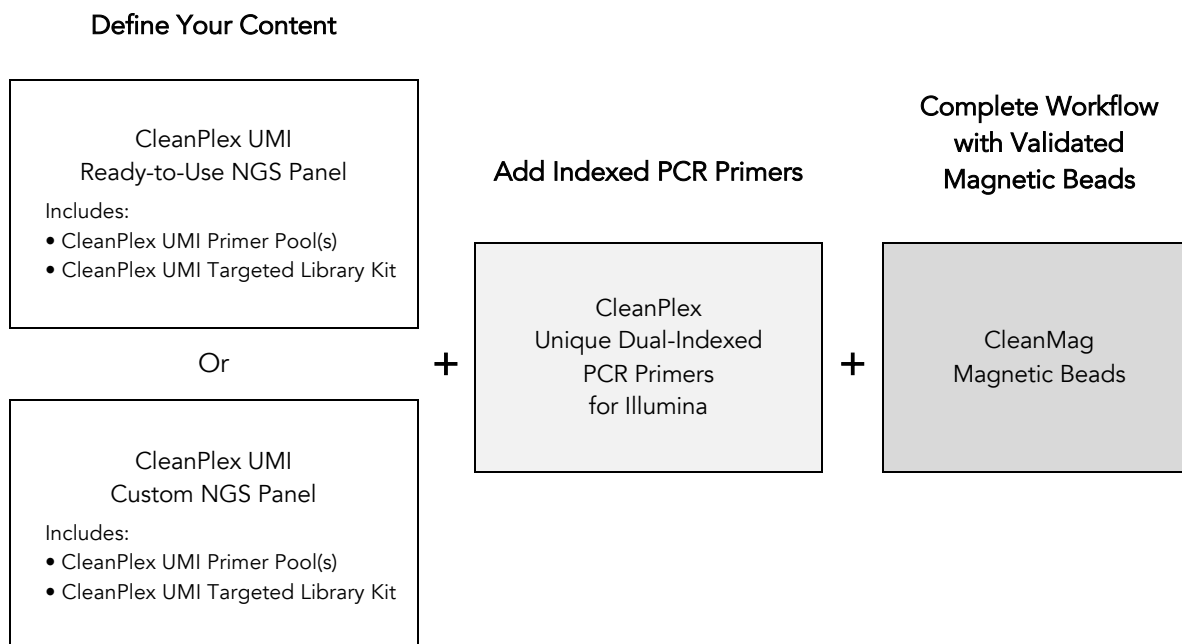 Define Your Content
CleanPlex UMI
Ready-to-Use NGS Panel
Includes:
• CleanPlex UMI Primer Pool(s)
• CleanPlex UMI Targeted Library Kit
Or
CleanPlex UMI
Custom NGS Panel
Includes:
• CleanPlex UMI Primer Pool(s)
• CleanPlex UMI Targeted Library Kit
+
Add Indexed PCR Primers
CleanPlex
Unique Dual-Indexed
PCR Primers
for Illumina
+
Complete Workflow
with Validated
Magnetic Beads
CleanMag
Magnetic Beads